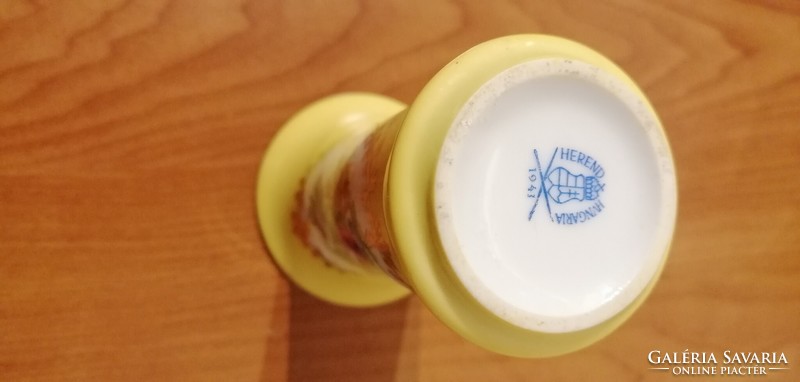 HEREND
HUNGARIA
1941
GALÉRIA SAVARIA
ONLINE PIACTÉR